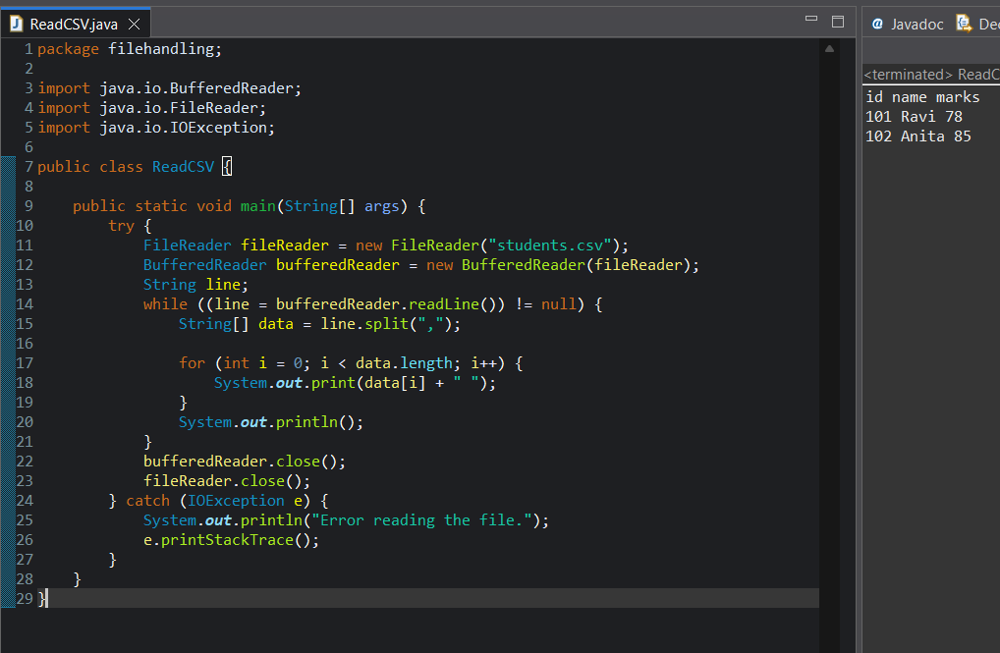 ReadCSV.java
1 package filehandling;
2
3 import java.io.BufferedReader;
4 import java.io.FileReader;
5 import java.io.IOException;
6
7 public class ReadCSV {
8
9     public static void main(String[] args) {
10         try {
11             FileReader fileReader = new FileReader("students.csv");
12             BufferedReader bufferedReader = new BufferedReader(fileReader);
13             String line;
14             while ((line = bufferedReader.readLine()) != null) {
15                 String[] data = line.split(",");
16
17                 for (int i = 0; i < data.length; i++) {
18                     System.out.print(data[i] + " ");
19                 }
20                 System.out.println();
21             }
22             bufferedReader.close();
23             fileReader.close();
24         } catch (IOException e) {
25             System.out.println("Error reading the file.");
26             e.printStackTrace();
27         }
28     }
29 }
@ Javadoc
<terminated> ReadC
id name marks
101 Ravi 78
102 Anita 85